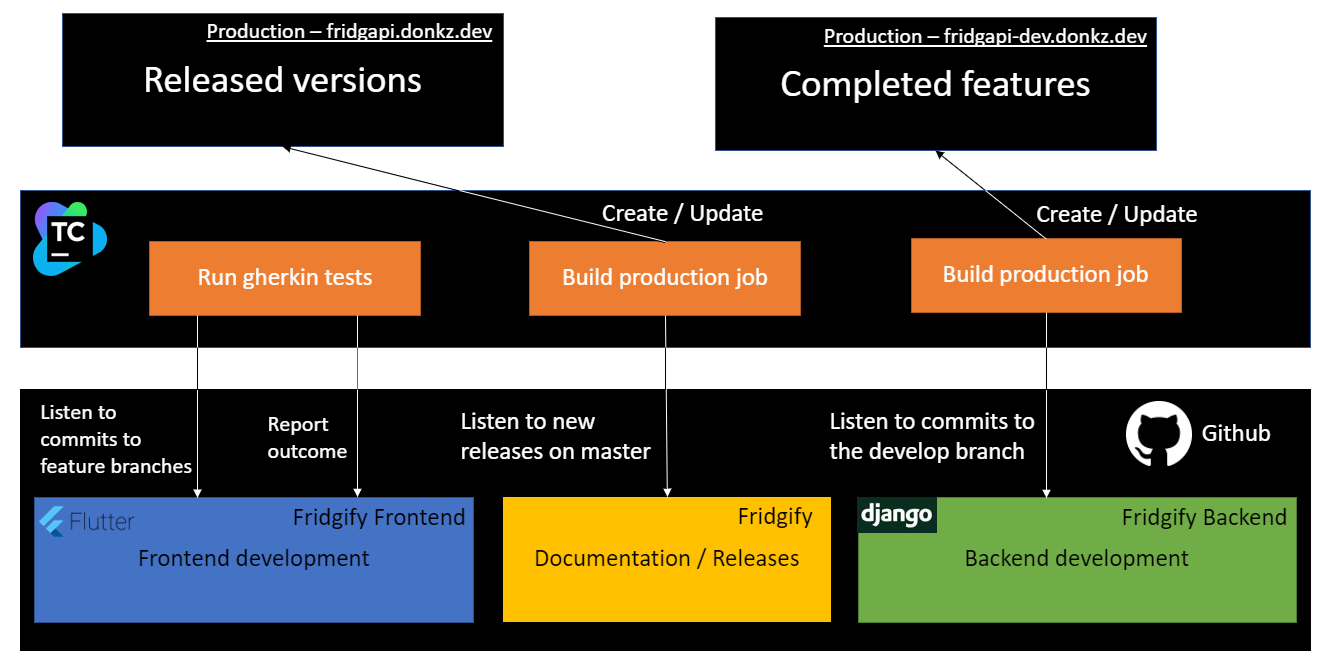 Production – fridgapi.donkz.dev
Released versions
Production – fridgapi-dev.donkz.dev
Completed features
TC
Create / Update
Create / Update
Run gherkin tests
Build production job
Build production job
Listen to
commits to
feature branches
Report
outcome
Listen to new
releases on master
Listen to commits to
the develop branch
Github
Flutter
Fridgify Frontend
Frontend development
Fridgify
Documentation / Releases
django
Fridgify Backend
Backend development